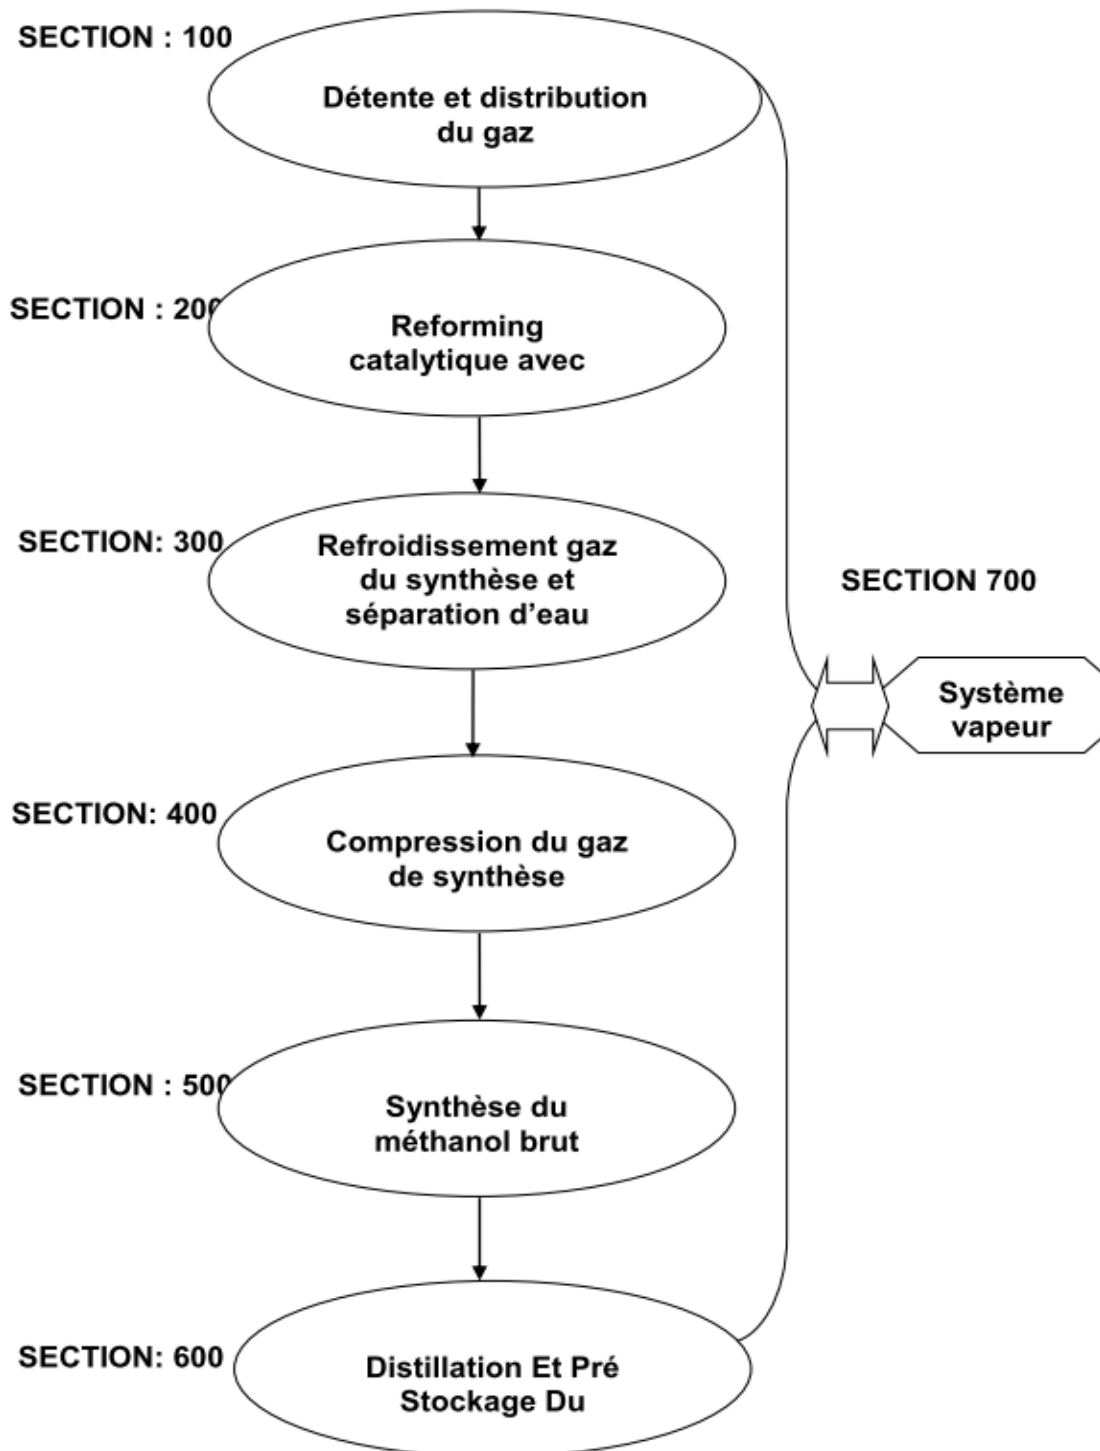 SECTION : 100
Détente et distribution
du gaz
SECTION : 200
Reforming
catalytique avec
SECTION: 300
Refroidissement gaz
du synthèse et
séparation d'eau
SECTION 700
Système
vapeur
SECTION: 400
Compression du gaz
de synthèse
SECTION : 500
Synthèse du
méthanol brut
SECTION: 600
Distillation Et Pré
Stockage Du